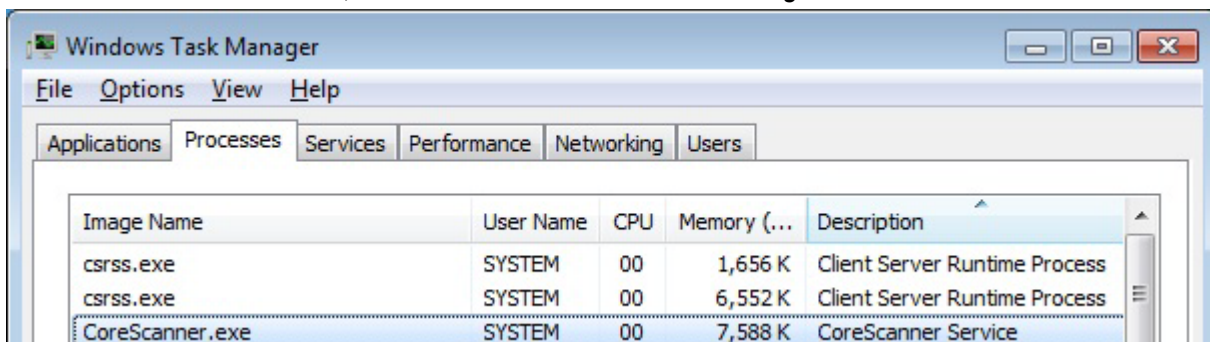 Windows Task Manager
File Options View Help
Applications Processes Services Performance Networking Users
Image Name User Name CPU Memory (... Description
csrss.exe SYSTEM 00 1,656 K Client Server Runtime Process
csrss.exe SYSTEM 00 6,552 K Client Server Runtime Process
CoreScanner.exe SYSTEM 00 7,588 K CoreScanner Service